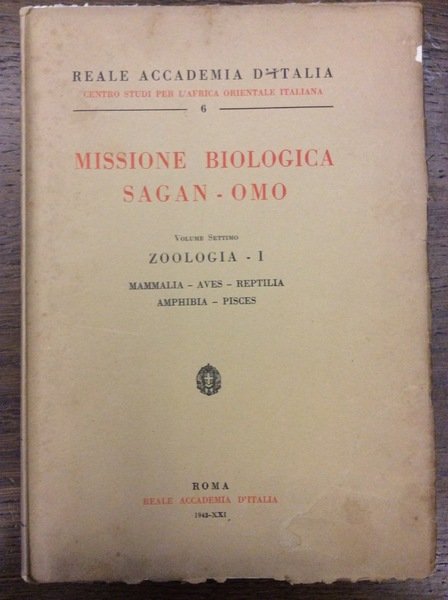 REALE ACCADEMIA D'ITALIA
CENTRO STUDI PER L'AFRICA ORIENTALE ITALIANA
6
MISSIONE BIOLOGICA
SAGAN - OMO
VOLUME SETTIMO
ZOOLOGIA - I
MAMMALIA - AVES - REPTILIA
AMPHIBIA - PISCES
ROMA
REALE ACCADEMIA D'ITALIA
1943-XXI